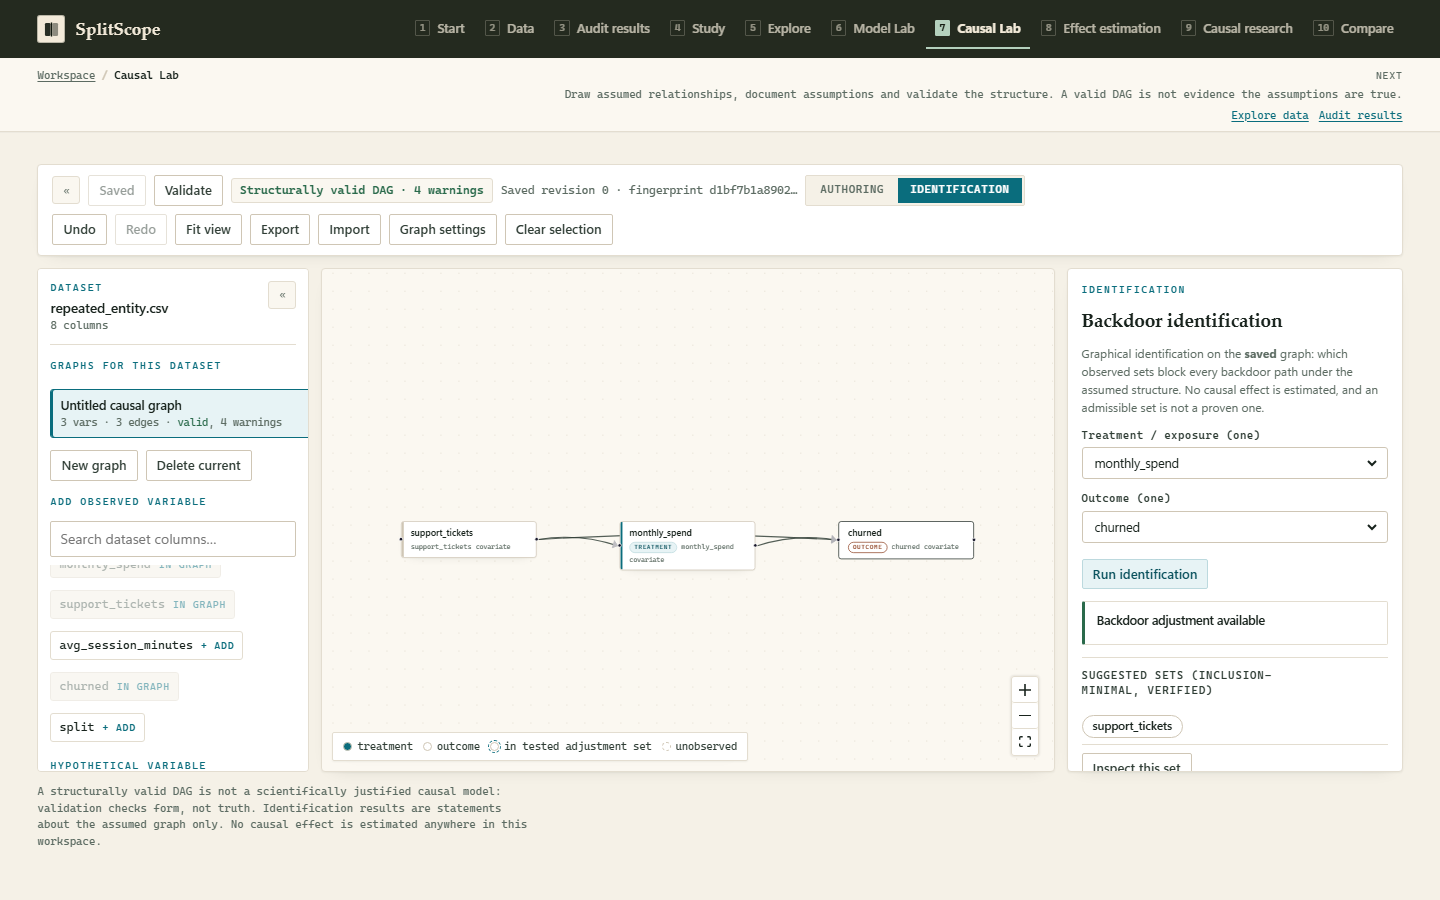 SplitScope
1 Start
2 Data
3 Audit results
4 Study
5 Explore
6 Model Lab
7 Causal Lab
8 Effect estimation
9 Causal research
10 Compare
Workspace / Causal Lab
NEXT
Draw assumed relationships, document assumptions and validate the structure. A valid DAG is not evidence the assumptions are true.
Explore data Audit results
« Saved Validate Structurally valid DAG · 4 warnings Saved revision 0 · fingerprint d1bf7b1a8902… AUTHORING IDENTIFICATION
Undo Redo Fit view Export Import Graph settings Clear selection
DATASET
«
repeated_entity.csv
8 columns
GRAPHS FOR THIS DATASET
Untitled causal graph
3 vars · 3 edges · valid, 4 warnings
New graph Delete current
ADD OBSERVED VARIABLE
Search dataset columns…
monthly_spend IN GRAPH
support_tickets IN GRAPH
avg_session_minutes + ADD
churned IN GRAPH
split + ADD
HYPOTHETICAL VARIABLE
support_tickets
support_tickets covariate
monthly_spend
TREATMENT monthly_spend
covariate
churned
OUTCOME churned covariate
treatment outcome in tested adjustment set unobserved
IDENTIFICATION
Backdoor identification
Graphical identification on the saved graph: which
observed sets block every backdoor path under the
assumed structure. No causal effect is estimated, and an
admissible set is not a proven one.
Treatment / exposure (one)
monthly_spend
Outcome (one)
churned
Run identification
Backdoor adjustment available
SUGGESTED SETS (INCLUSION-
MINIMAL, VERIFIED)
support_tickets
Inspect this set
A structurally valid DAG is not a scientifically justified causal model:
validation checks form, not truth. Identification results are statements
about the assumed graph only. No causal effect is estimated anywhere in this
workspace.